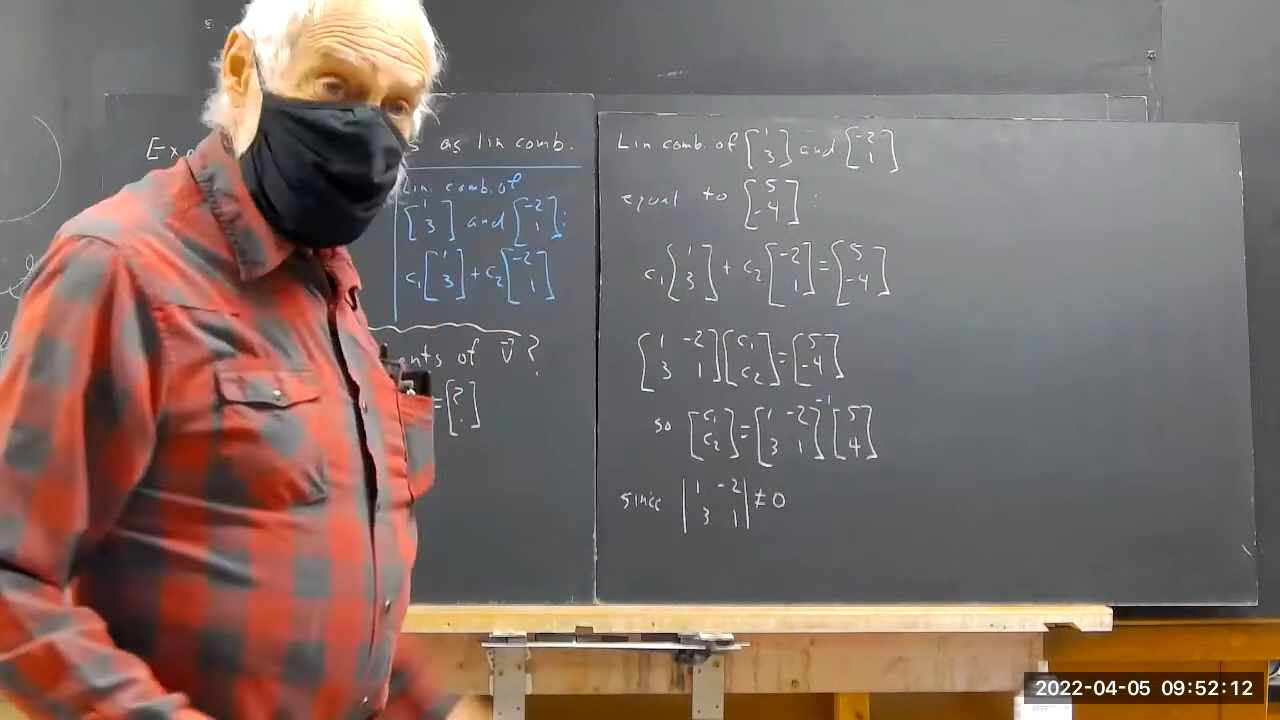 as lin comb.
Lin. comb. of
[1 3] and [-2 1]:
c₁[1 3] + c₂[-2 1]
ents of v⃗ ?
= [? .]
Lin comb. of [1 3] and [-2 1]
equal to [5 -4] :
c₁[1 3] + c₂[-2 1] = [5 -4]
[1 -2 3 1][c₁ c₂] = [5 -4]
so [c₁ c₂] = [1 -2 3 1]⁻¹ [5 4]
since |1 -2 3 1| ≠ 0
2022-04-05 09:52:12